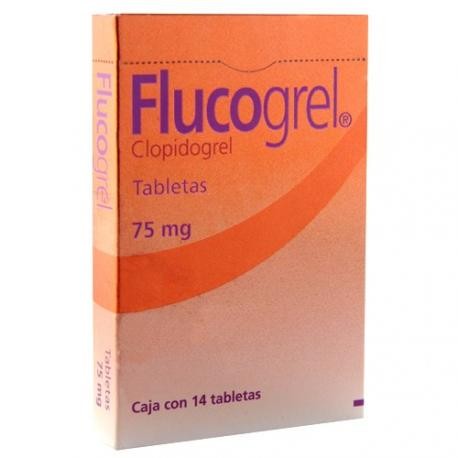 Flucogrel®
Clopidogrel
Tabletas
75 mg
Caja con 14 tabletas
Flucogrel®
Tabletas
75 mg